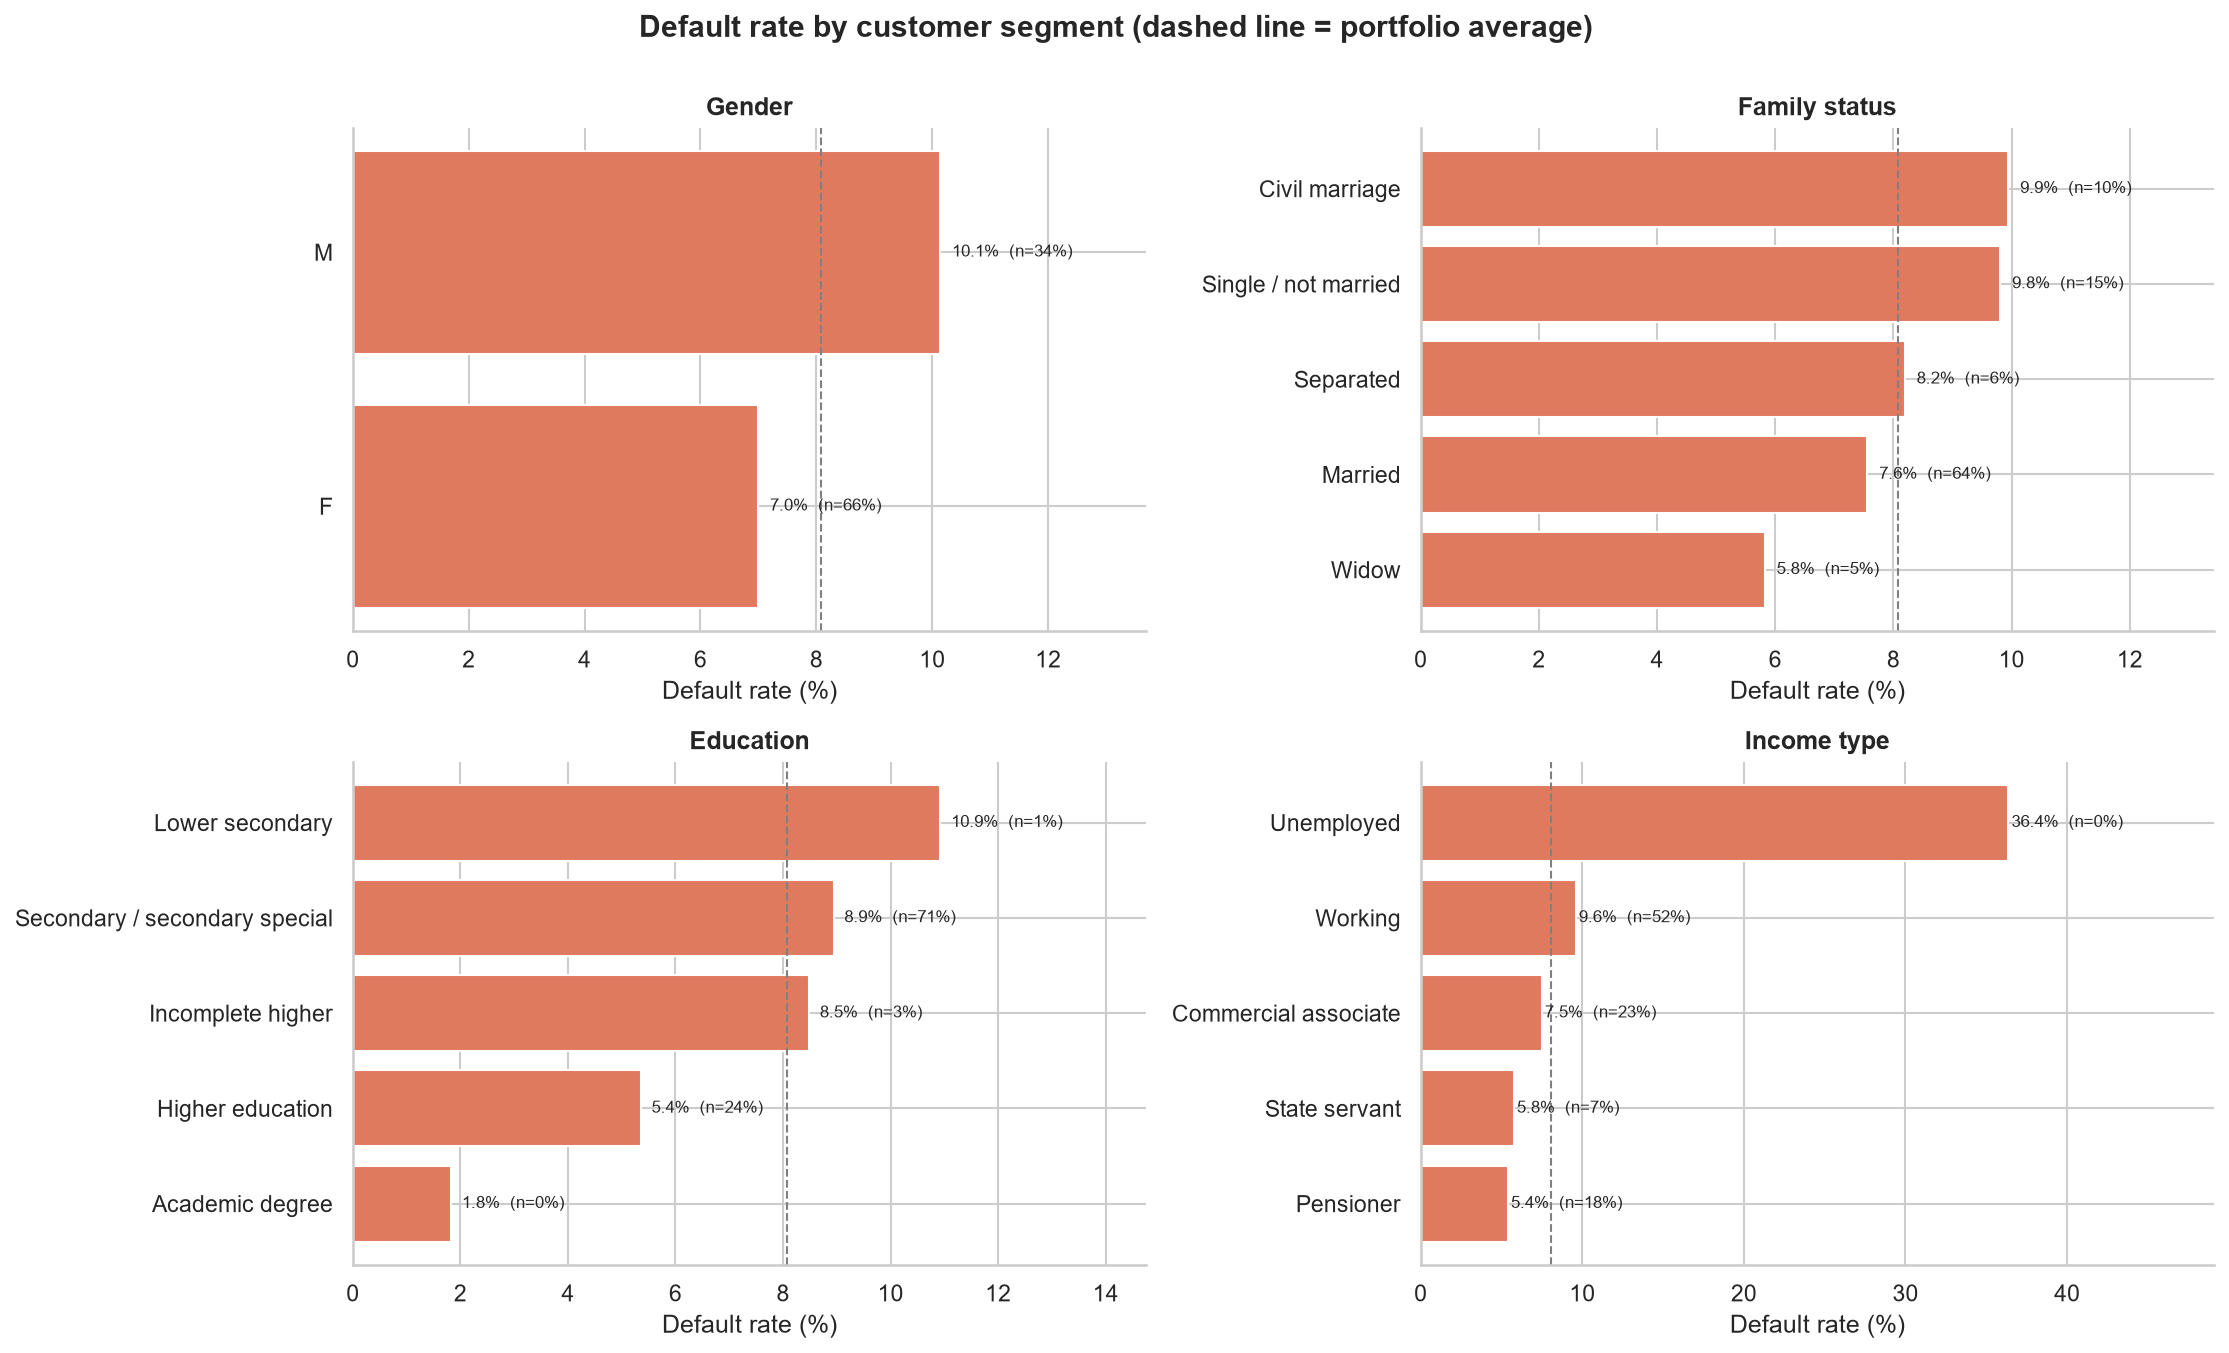 Default rate by customer segment (dashed line = portfolio average)
Gender
M
10.1% (n=34%)
F
7.0% (n=66%)
0 2 4 6 8 10 12
Default rate (%)
Family status
Civil marriage
9.9% (n=10%)
Single / not married
9.8% (n=15%)
Separated
8.2% (n=6%)
Married
7.6% (n=64%)
Widow
5.8% (n=5%)
0 2 4 6 8 10 12
Default rate (%)
Education
Lower secondary
10.9% (n=1%)
Secondary / secondary special
8.9% (n=71%)
Incomplete higher
8.5% (n=3%)
Higher education
5.4% (n=24%)
Academic degree
1.8% (n=0%)
0 2 4 6 8 10 12 14
Default rate (%)
Income type
Unemployed
36.4% (n=0%)
Working
9.6% (n=52%)
Commercial associate
7.5% (n=23%)
State servant
5.8% (n=7%)
Pensioner
5.4% (n=18%)
0 10 20 30 40
Default rate (%)